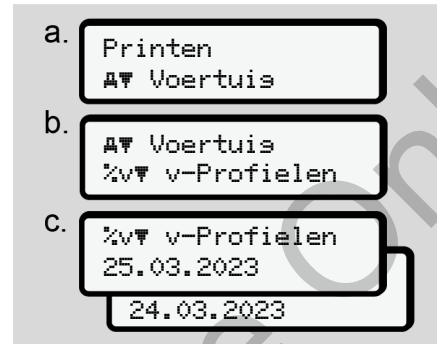 a.
Printen
A▼ Voertuig
b.
A▼ Voertuig
%v▼ v-Profielen
c.
%v▼ v-Profielen
25.03.2023
24.03.2023